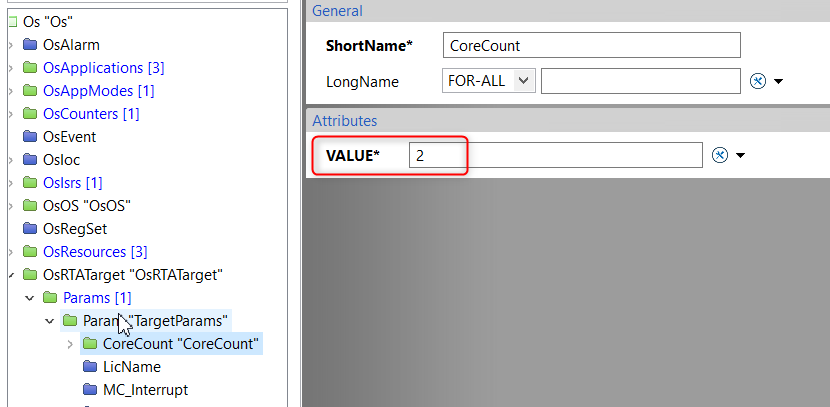 Os "Os"
OsAlarm
OsApplications [3]
OsAppModes [1]
OsCounters [1]
OsEvent
OsIoc
OsIsrs [1]
OsOS "OsOS"
OsRegSet
OsResources [3]
OsRTATarget "OsRTATarget"
Params [1]
Param "TargetParams"
CoreCount "CoreCount"
LicName
MC_Interrupt
General
ShortName* CoreCount
LongName FOR-ALL
Attributes
VALUE* 2